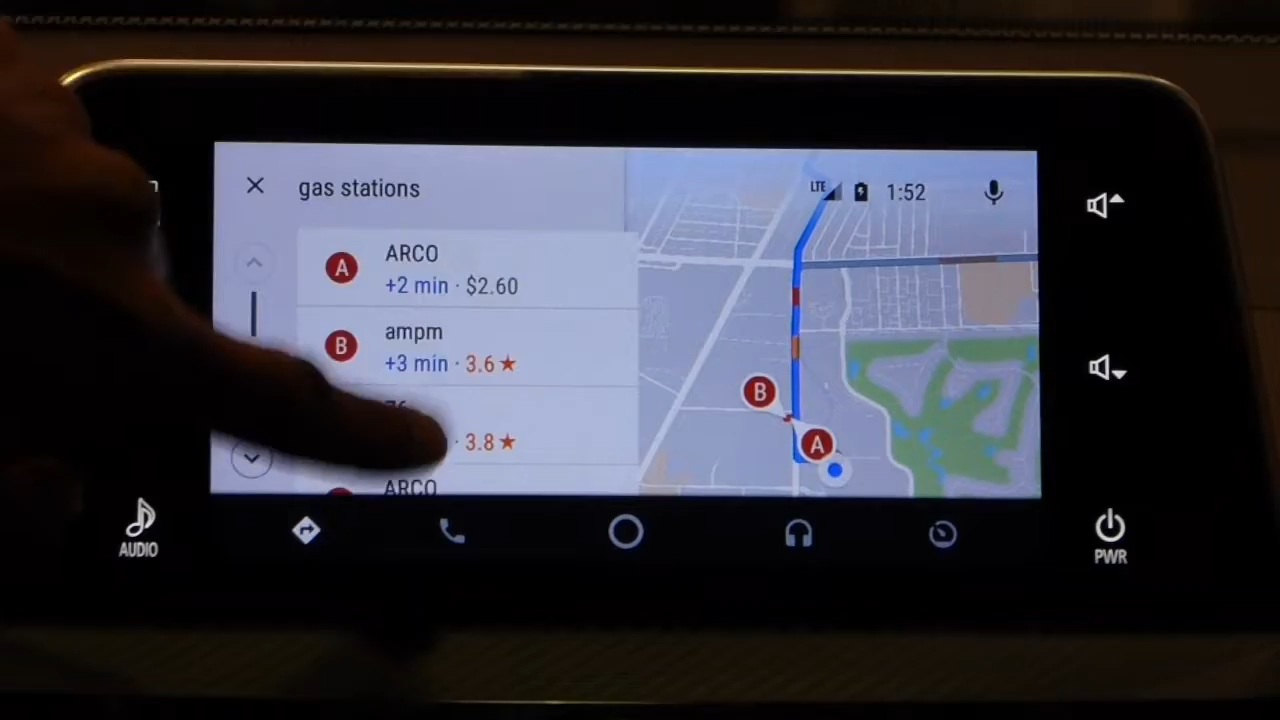 gas stations
LTE 1:52
A ARCO
+2 min · $2.60
B ampm
+3 min · 3.6 ★
· 3.8 ★
ARCO
B
A
AUDIO
PWR